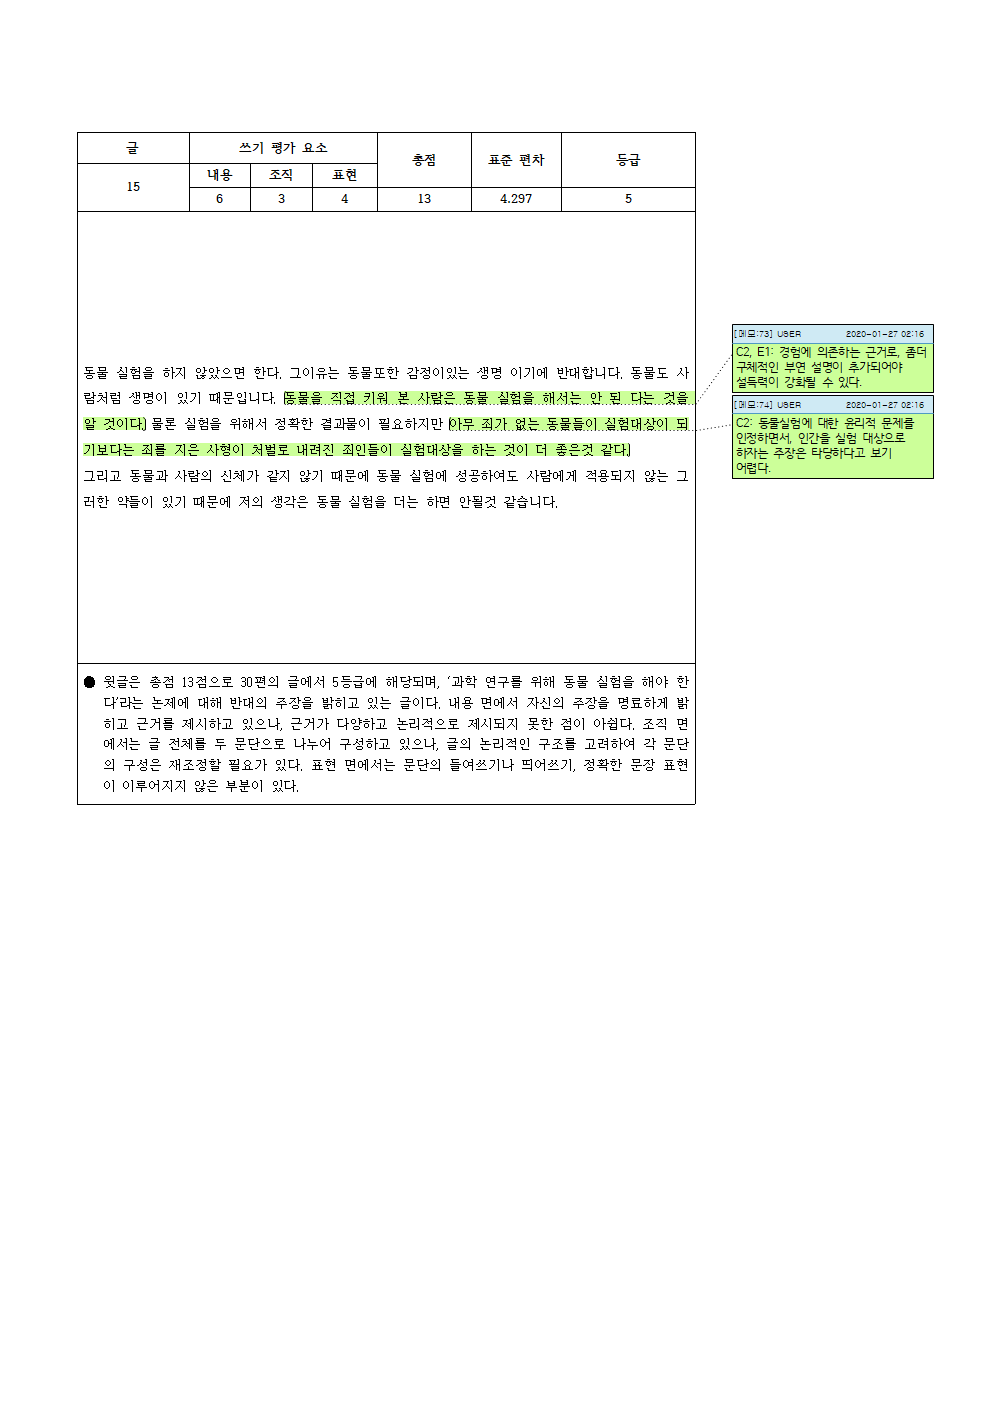 글 쓰기 평가 요소 총점 표준 편차 등급
15 내용 조직 표현
6 3 4 13 4.297 5
동물 실험을 하지 않았으면 한다. 그이유는 동물또한 감정이있는 생명 이기에 반대합니다. 동물도 사
람처럼 생명이 있기 때문입니다. [동물을 직접 키워 본 사람은 동물 실험을 해서는 안 된 다는 것을
알 것이다.] 물론 실험을 위해서 정확한 결과물이 필요하지만 [아무 죄가 없는 동물들이 실험대상이 되
기보다는 죄를 지은 사형이 처벌로 내려진 죄인들이 실험대상을 하는 것이 더 좋은것 같다.]
그리고 동물과 사람의 신체가 같지 않기 때문에 동물 실험에 성공하여도 사람에게 적용되지 않는 그
러한 약들이 있기 때문에 저의 생각은 동물 실험을 더는 하면 안될것 같습니다.
[메모:73] USER 2020-01-27 02:16
C2, E1: 경험에 의존하는 근거로, 좀더
구체적인 부연 설명이 추가되어야
설득력이 강화될 수 있다.
[메모:74] USER 2020-01-27 02:16
C2: 동물실험에 대한 윤리적 문제를
인정하면서, 인간을 실험 대상으로
하자는 주장은 타당하다고 보기
어렵다.
● 윗글은 총점 13점으로 30편의 글에서 5등급에 해당되며, ‘과학 연구를 위해 동물 실험을 해야 한
다’라는 논제에 대해 반대의 주장을 밝히고 있는 글이다. 내용 면에서 자신의 주장을 명료하게 밝
히고 근거를 제시하고 있으나, 근거가 다양하고 논리적으로 제시되지 못한 점이 아쉽다. 조직 면
에서는 글 전체를 두 문단으로 나누어 구성하고 있으나, 글의 논리적인 구조를 고려하여 각 문단
의 구성은 재조정할 필요가 있다. 표현 면에서는 문단의 들여쓰기나 띄어쓰기, 정확한 문장 표현
이 이루어지지 않은 부분이 있다.